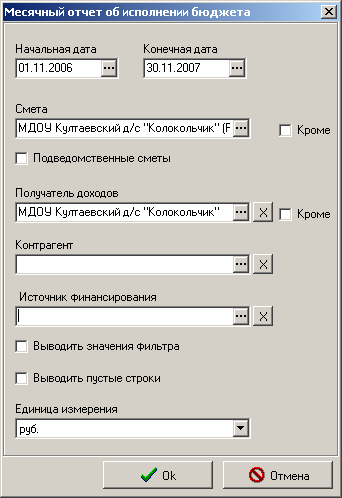 Месячный отчет об исполнении бюджета
Начальная дата Конечная дата
01.11.2006 ... 30.11.2007 ...
Смета
МДОУ Култаевский д/с "Колокольчик" (F ... Кроме
Подведомственные сметы
Получатель доходов
МДОУ Култаевский д/с "Колокольчик" ... X Кроме
Контрагент
... X
Источник финансирования
... X
Выводить значения фильтра
Выводить пустые строки
Единица измерения
руб.
Ok Отмена